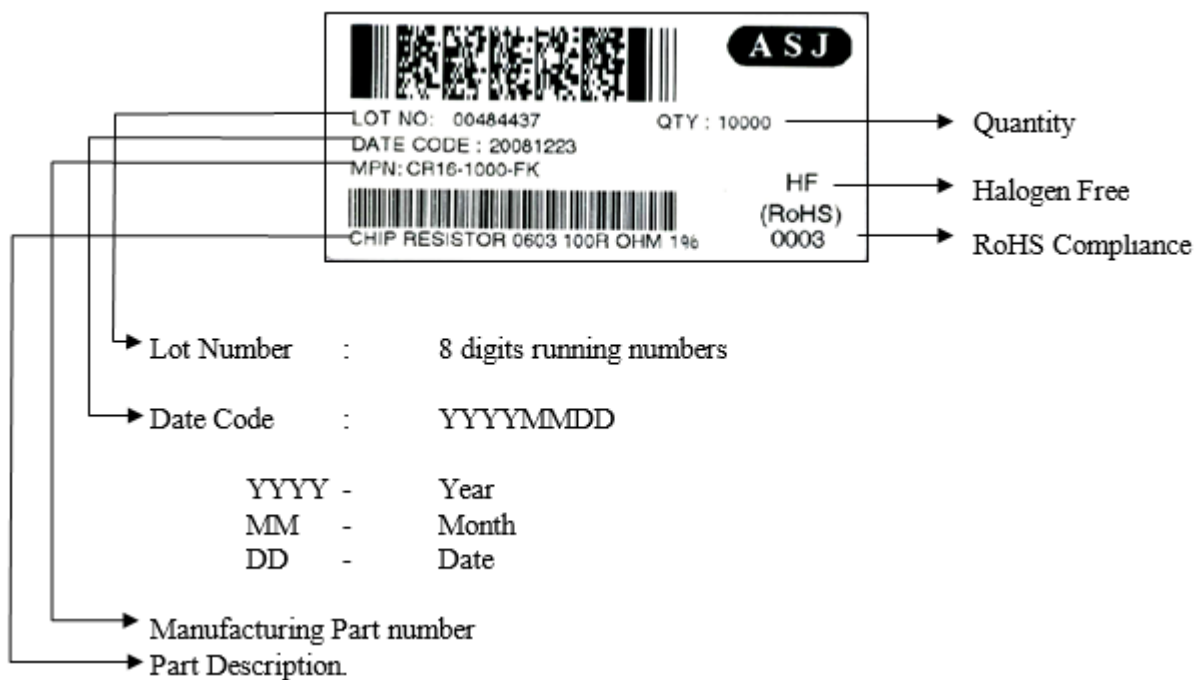 A S J
LOT NO: 00484437 QTY : 10000 Quantity
DATE CODE : 20081223
MPN: CR16-1000-FK
HF Halogen Free
(RoHS)
CHIP RESISTOR 0603 100R OHM 1% 0003 RoHS Compliance
Lot Number : 8 digits running numbers
Date Code : YYYYMMDD
YYYY - Year
MM - Month
DD - Date
Manufacturing Part number
Part Description.